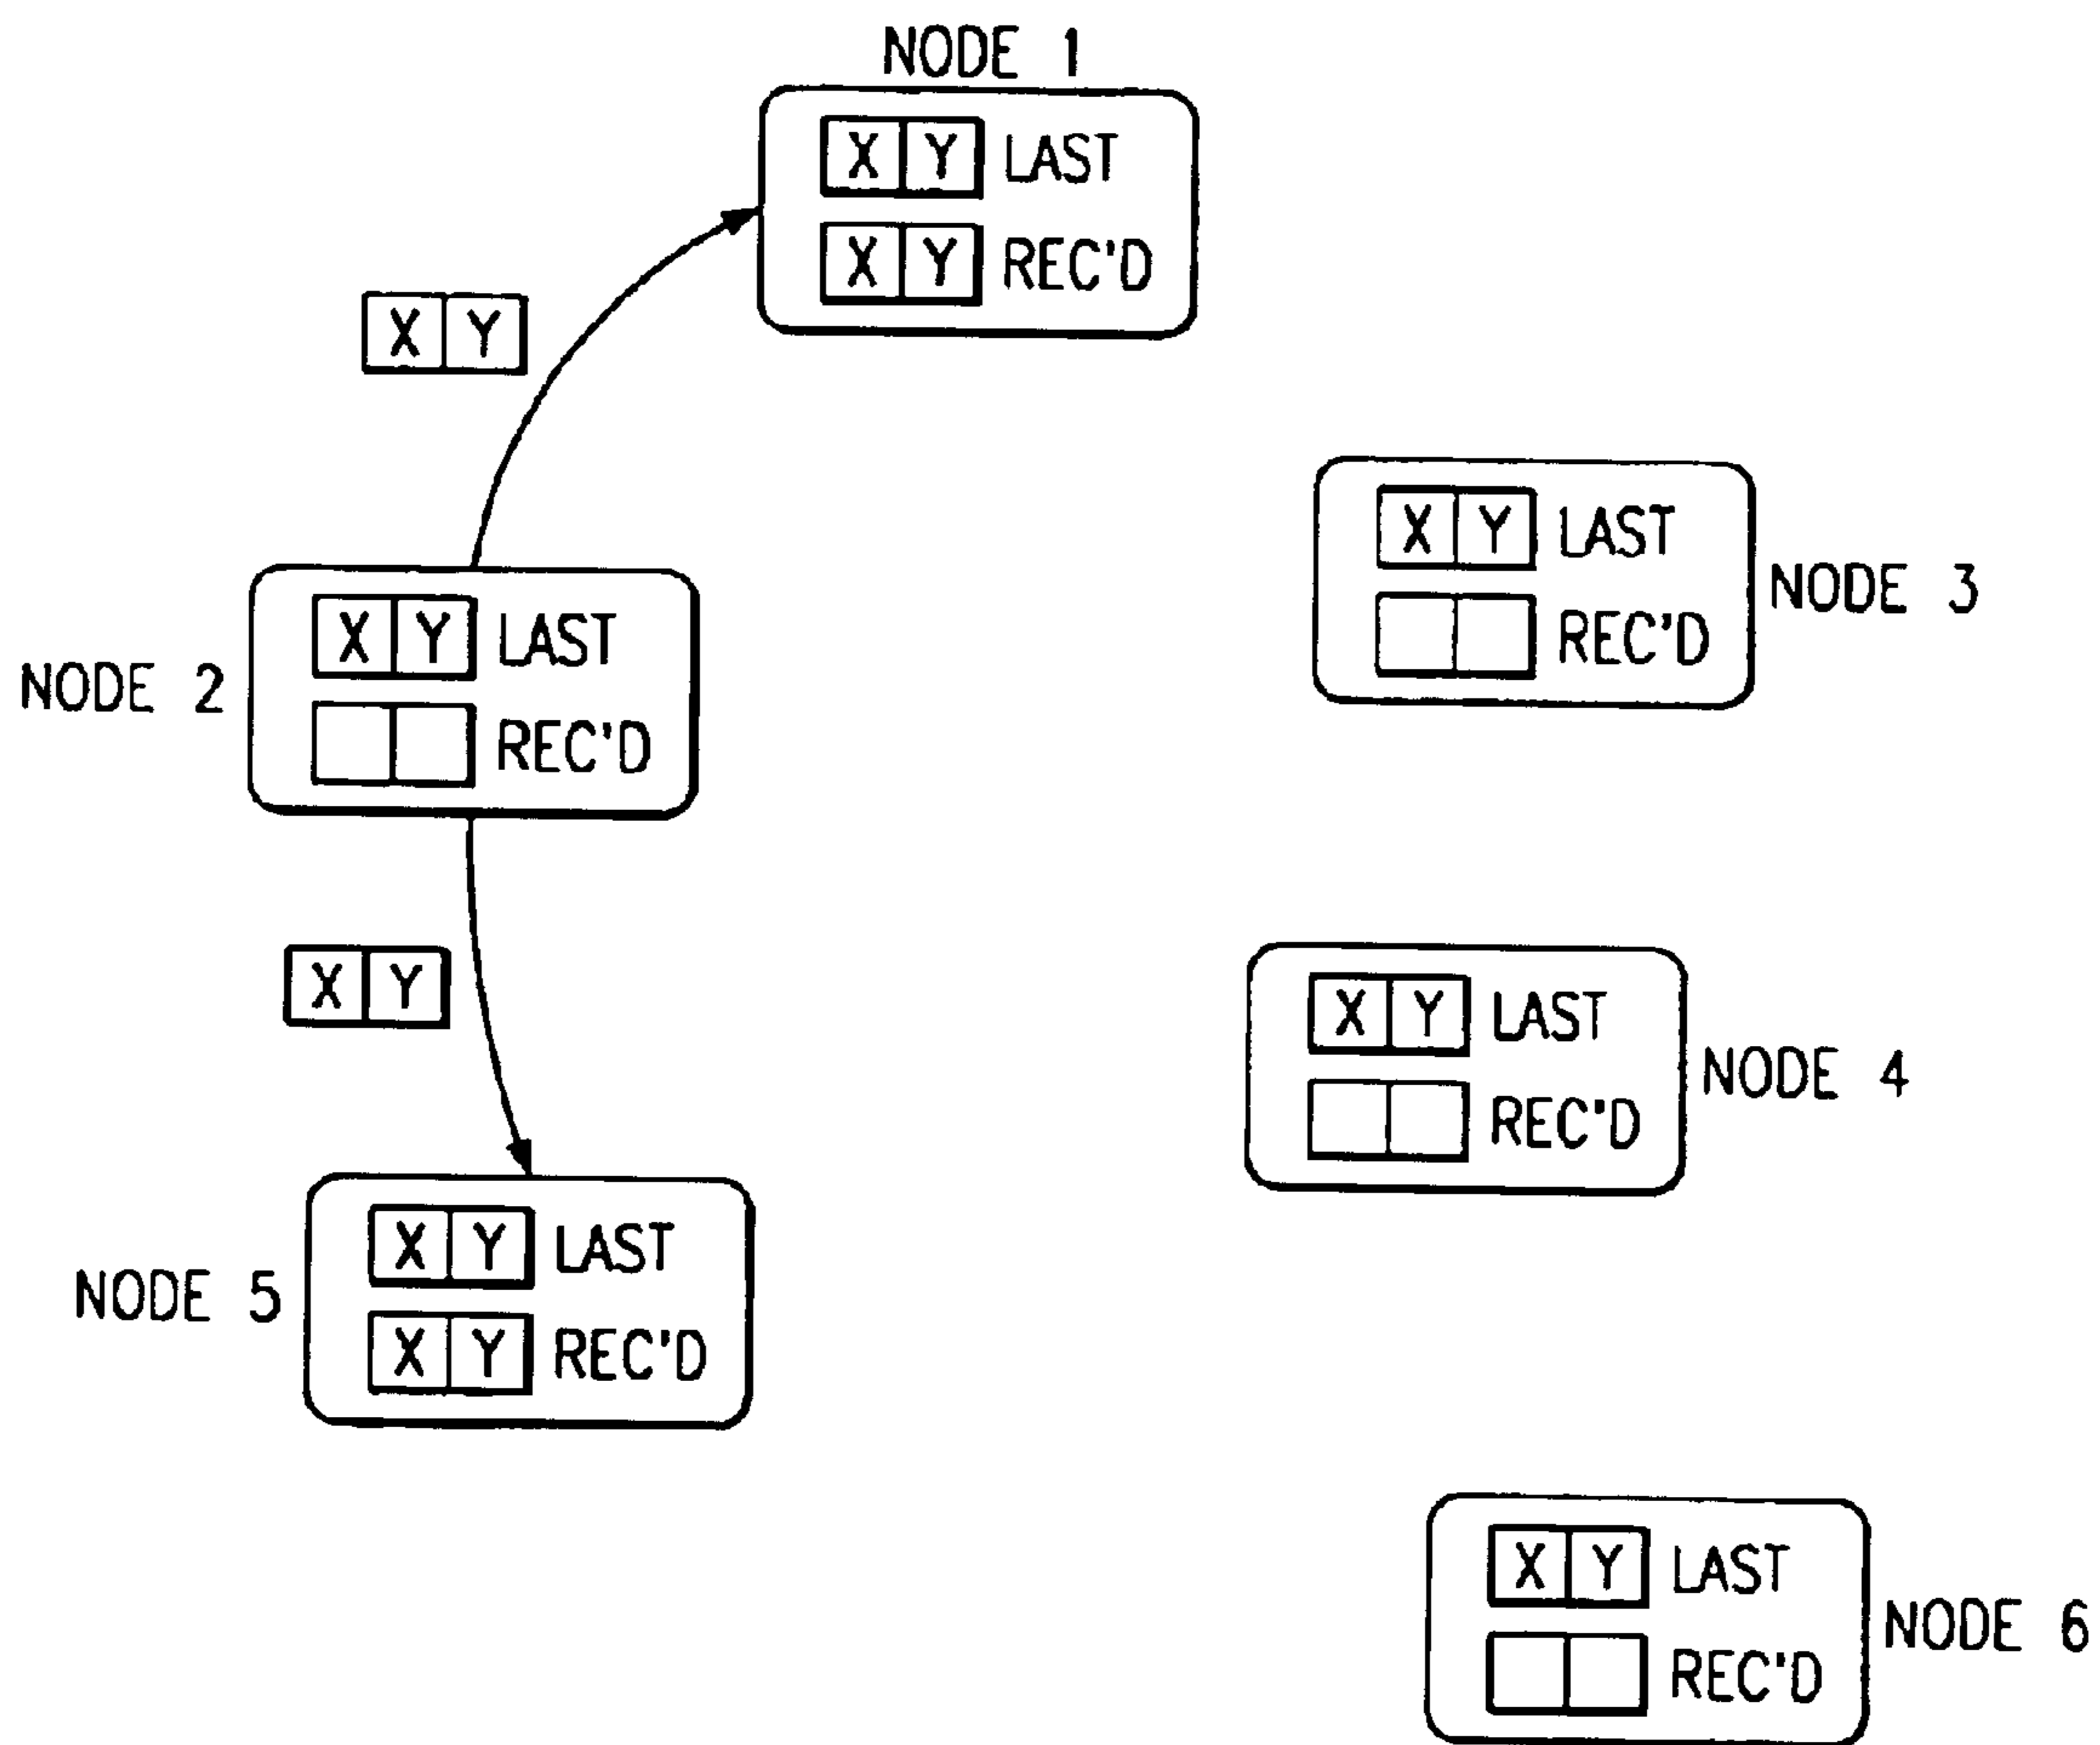 NODE 1
X Y LAST
X Y REC'D
X Y
X Y LAST
REC'D
NODE 3
NODE 2
X Y LAST
REC'D
X Y
X Y LAST
REC'D
NODE 4
NODE 5
X Y LAST
X Y REC'D
X Y LAST
REC'D
NODE 6